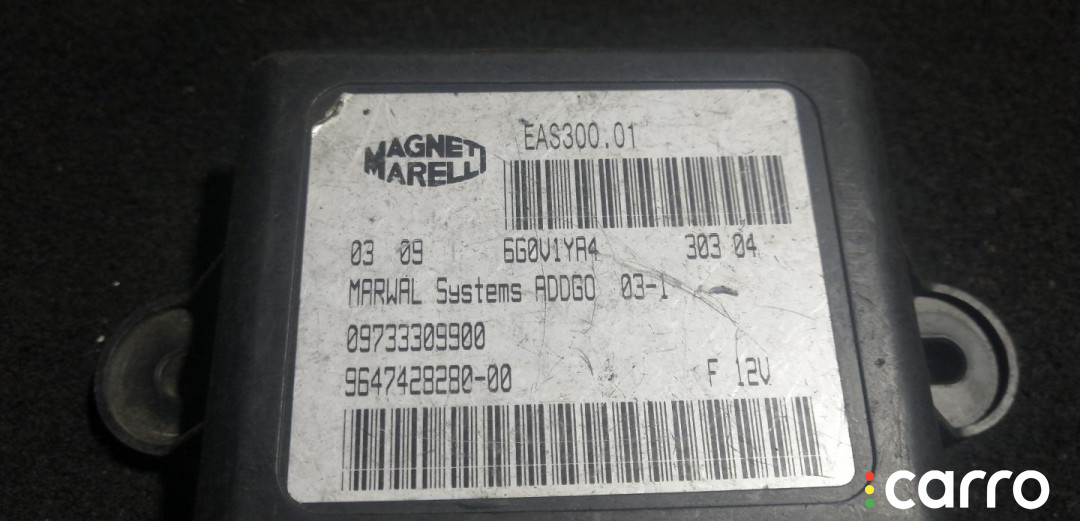 MAGNETI MARELLI
EAS300.01
03 09 6G0V1YA4 303 04
MARWAL Systems ADDGO 03-1
09733309900
9647428280-00 F 12V
carro